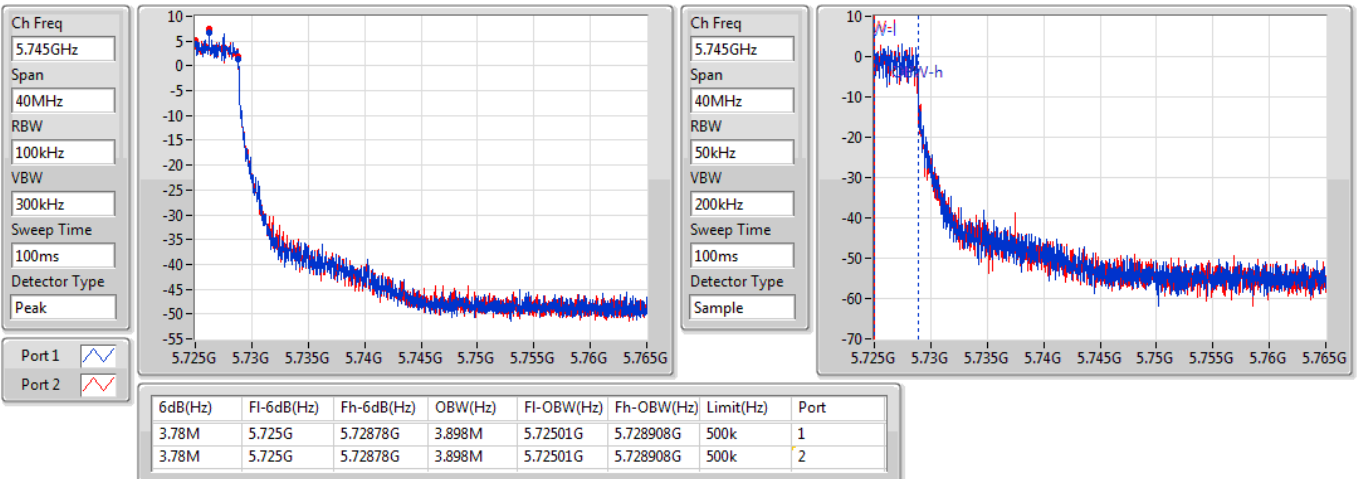 Ch Freq
5.745GHz
Span
40MHz
RBW
100kHz
VBW
300kHz
Sweep Time
100ms
Detector Type
Peak
Port 1
Port 2
10
5
0
-5
-10
-15
-20
-25
-30
-35
-40
-45
-50
-55
5.725G 5.73G 5.735G 5.74G 5.745G 5.75G 5.755G 5.76G 5.765G
Ch Freq
5.745GHz
Span
40MHz
RBW
50kHz
VBW
200kHz
Sweep Time
100ms
Detector Type
Sample
10
0
-10
-20
-30
-40
-50
-60
-70
5.725G 5.73G 5.735G 5.74G 5.745G 5.75G 5.755G 5.76G 5.765G
6dB(Hz) Fl-6dB(Hz) Fh-6dB(Hz) OBW(Hz) Fl-OBW(Hz) Fh-OBW(Hz) Limit(Hz) Port
3.78M 5.725G 5.72878G 3.898M 5.72501G 5.728908G 500k 1
3.78M 5.725G 5.72878G 3.898M 5.72501G 5.728908G 500k 2